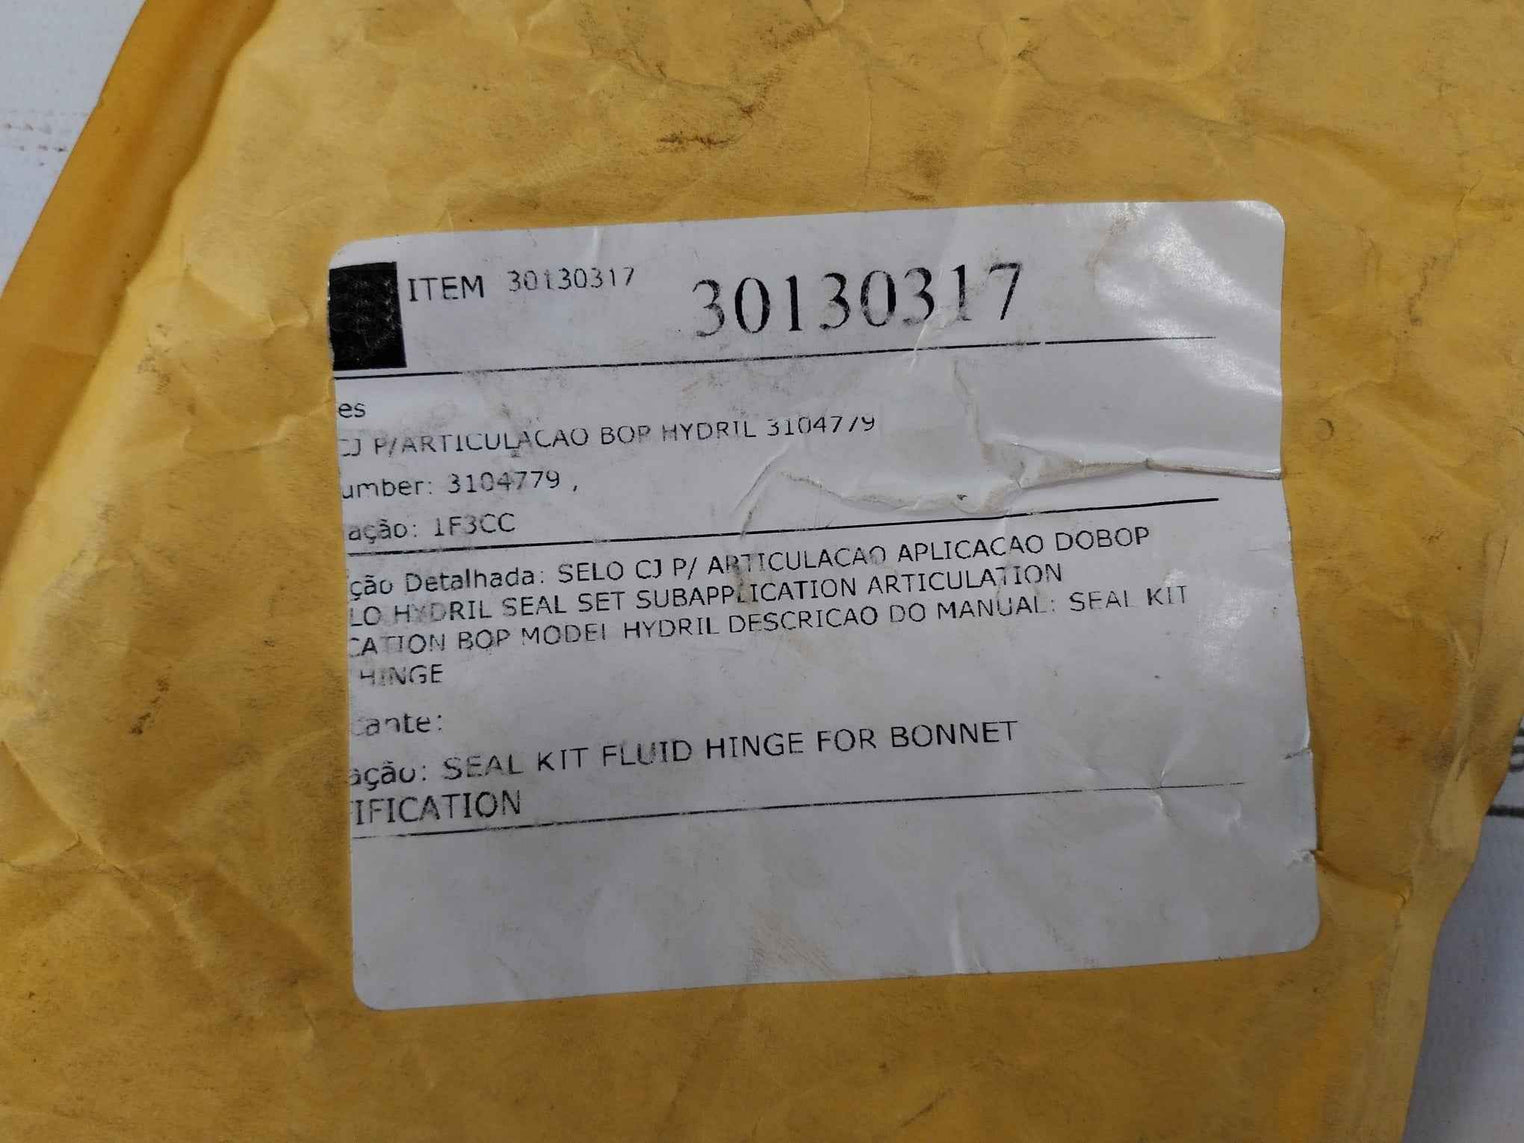 ITEM 30130317 30130317
es
CJ P/ARTICULACAO BOP HYDRIL 3104779
umber: 3104779 ,
ação: 1F3CC
ção Detalhada: SELO CJ P/ ARTICULACAO APLICACAO DOBOP
LO HYDRIL SEAL SET SUBAPPLICATION ARTICULATION
CATION BOP MODEL HYDRIL DESCRICAO DO MANUAL: SEAL KIT
HINGE
cante:
ação: SEAL KIT FLUID HINGE FOR BONNET
IFICATION